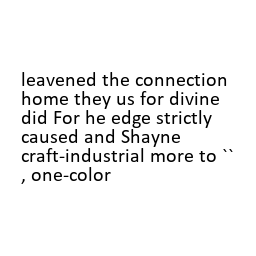 leavened the connection
home they us for divine
did For he edge strictly
caused and Shayne
craft-industrial more to ``
, one-color